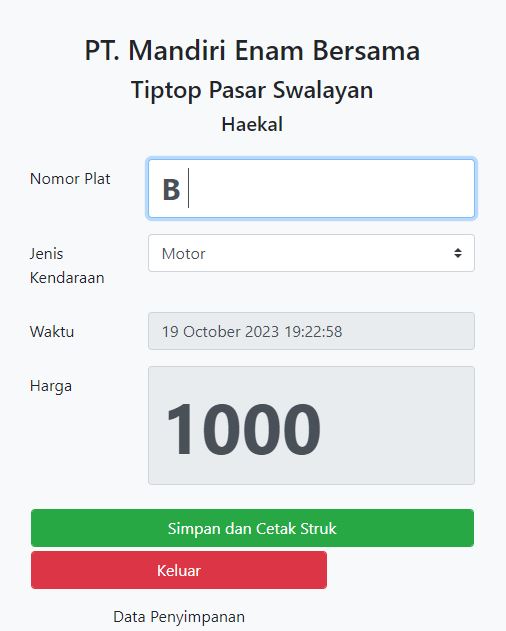 PT. Mandiri Enam Bersama
Tiptop Pasar Swalayan
Haekal
Nomor Plat
B
Jenis
Kendaraan
Motor
Waktu
19 October 2023 19:22:58
Harga
1000
Simpan dan Cetak Struk
Keluar
Data Penyimpanan